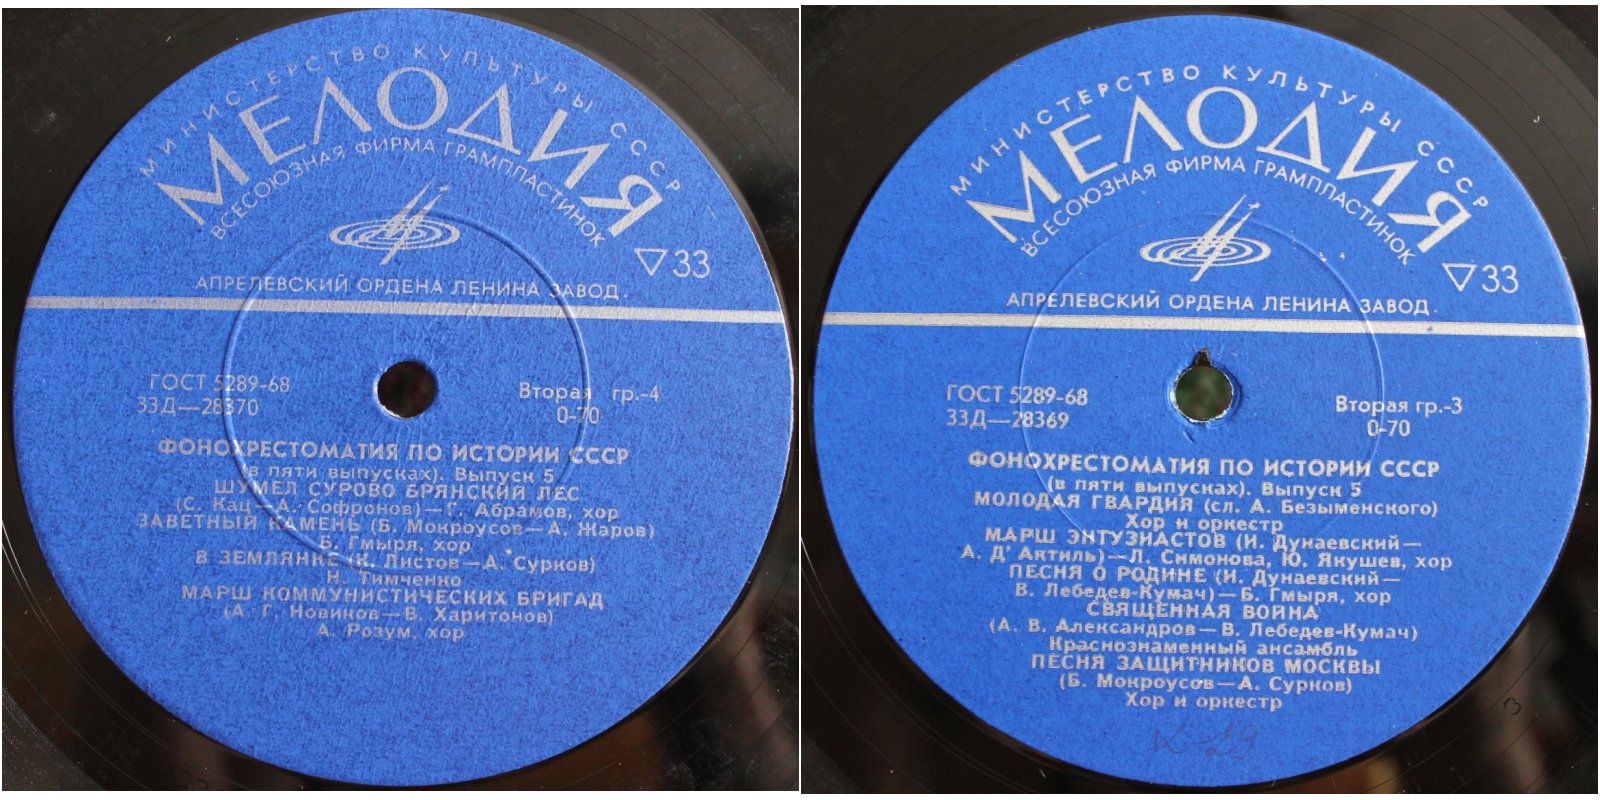 МИНИСТЕРСТВО КУЛЬТУРЫ СССР
МЕЛОДИЯ
ВСЕСОЮЗНАЯ ФИРМА ГРАМПЛАСТИНОК
▽33
АПРЕЛЕВСКИЙ ОРДЕНА ЛЕНИНА ЗАВОД.
ГОСТ 5289-68
33Д—28370
Вторая гр.-4
0-70
ФОНОХРЕСТОМАТИЯ ПО ИСТОРИИ СССР
(в пяти выпусках). Выпуск 5
ШУМЕЛ СУРОВО БРЯНСКИЙ ЛЕС
(С. Кац—А. Софронов)—Г. Абрамов, хор
ЗАВЕТНЫЙ КАМЕНЬ (Б. Мокроусов—А. Жаров)
Б. Гмыря, хор
В ЗЕМЛЯНКЕ (К. Листов—А. Сурков)
Н. Тимченко
МАРШ КОММУНИСТИЧЕСКИХ БРИГАД
(А. Г. Новиков—В. Харитонов)
А. Розум, хор
МИНИСТЕРСТВО КУЛЬТУРЫ СССР
МЕЛОДИЯ
ВСЕСОЮЗНАЯ ФИРМА ГРАМПЛАСТИНОК
▽33
АПРЕЛЕВСКИЙ ОРДЕНА ЛЕНИНА ЗАВОД.
ГОСТ 5289-68
33Д—28369
Вторая гр.-3
0-70
ФОНОХРЕСТОМАТИЯ ПО ИСТОРИИ СССР
(в пяти выпусках). Выпуск 5
МОЛОДАЯ ГВАРДИЯ (сл. А. Безыменского)
Хор и оркестр
МАРШ ЭНТУЗИАСТОВ (И. Дунаевский—
А. Д'Актиль)—Л. Симонова, Ю. Якушев, хор
ПЕСНЯ О РОДИНЕ (И. Дунаевский—
В. Лебедев-Кумач)—Б. Гмыря, хор
СВЯЩЕННАЯ ВОЙНА
(А. В. Александров—В. Лебедев-Кумач)
Краснознаменный ансамбль
ПЕСНЯ ЗАЩИТНИКОВ МОСКВЫ
(Б. Мокроусов—А. Сурков)
Хор и оркестр